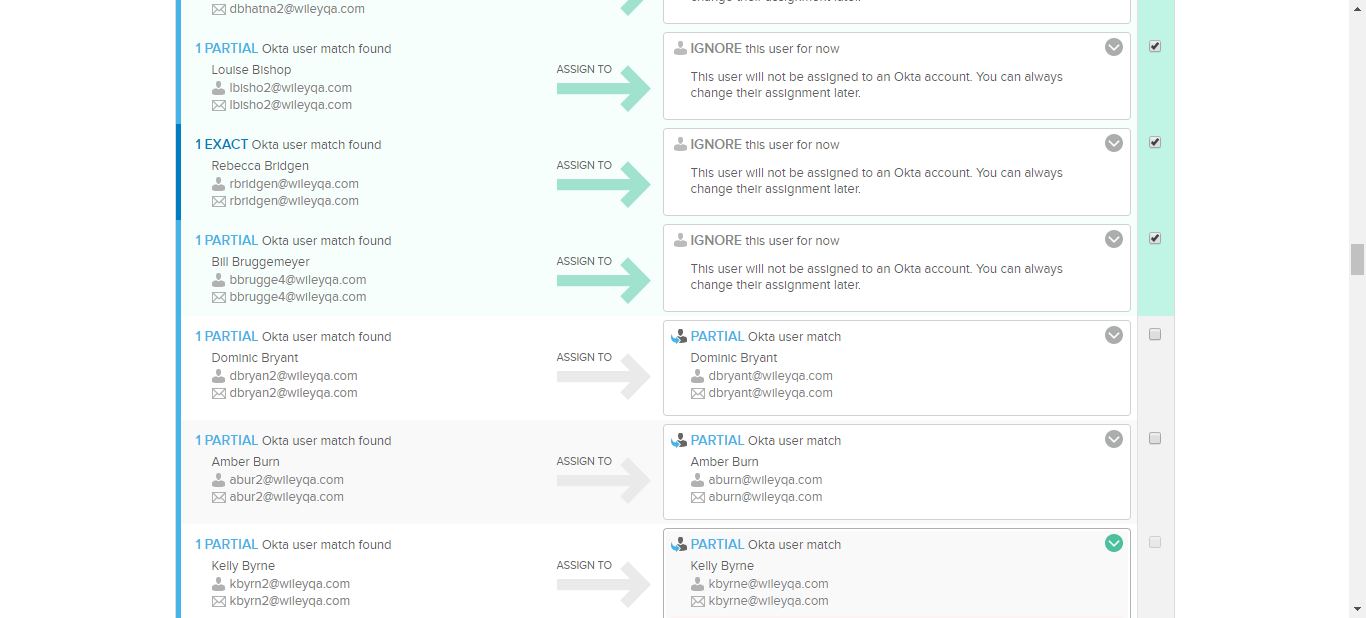 dbhatna2@wileyqa.com
change their assignment later.
1 PARTIAL Okta user match found
Louise Bishop
lbisho2@wileyqa.com
lbisho2@wileyqa.com
ASSIGN TO
IGNORE this user for now
This user will not be assigned to an Okta account. You can always
change their assignment later.
1 EXACT Okta user match found
Rebecca Bridgen
rbridgen@wileyqa.com
rbridgen@wileyqa.com
ASSIGN TO
IGNORE this user for now
This user will not be assigned to an Okta account. You can always
change their assignment later.
1 PARTIAL Okta user match found
Bill Bruggemeyer
bbrugge4@wileyqa.com
bbrugge4@wileyqa.com
ASSIGN TO
IGNORE this user for now
This user will not be assigned to an Okta account. You can always
change their assignment later.
1 PARTIAL Okta user match found
Dominic Bryant
dbryan2@wileyqa.com
dbryan2@wileyqa.com
ASSIGN TO
PARTIAL Okta user match
Dominic Bryant
dbryant@wileyqa.com
dbryant@wileyqa.com
1 PARTIAL Okta user match found
Amber Burn
abur2@wileyqa.com
abur2@wileyqa.com
ASSIGN TO
PARTIAL Okta user match
Amber Burn
aburn@wileyqa.com
aburn@wileyqa.com
1 PARTIAL Okta user match found
Kelly Byrne
kbyrn2@wileyqa.com
kbyrn2@wileyqa.com
ASSIGN TO
PARTIAL Okta user match
Kelly Byrne
kbyrne@wileyqa.com
kbyrne@wileyqa.com